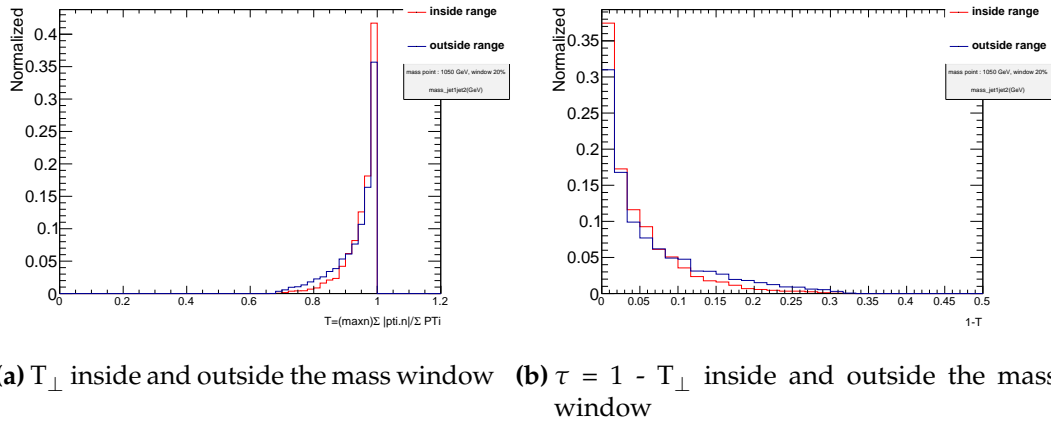 Normalized
0.4
0.35
0.3
0.25
0.2
0.15
0.1
0.05
0
0 0.2 0.4 0.6 0.8 1 1.2
T=(maxn)Σ |pti.n|/Σ PTi
inside range
outside range
mass point : 1050 GeV, window 20%
mass_jet1jet2(GeV)
Normalized
0.35
0.3
0.25
0.2
0.15
0.1
0.05
0
0 0.05 0.1 0.15 0.2 0.25 0.3 0.35 0.4 0.45 0.5
1-T
inside range
outside range
mass point : 1050 GeV, window 20%
mass_jet1jet2(GeV)
(a) T⊥ inside and outside the mass window
(b) τ = 1 - T⊥ inside and outside the mass
window